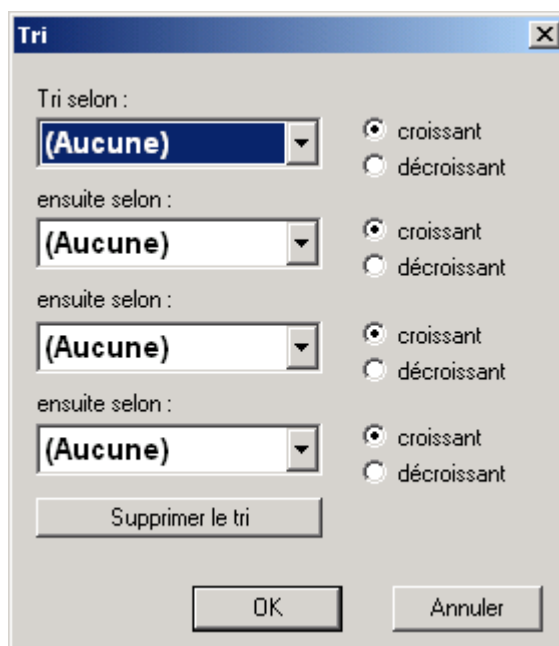 Tri
Tri selon :
(Aucune)
croissant
décroissant
ensuite selon :
(Aucune)
croissant
décroissant
ensuite selon :
(Aucune)
croissant
décroissant
ensuite selon :
(Aucune)
croissant
décroissant
Supprimer le tri
OK
Annuler